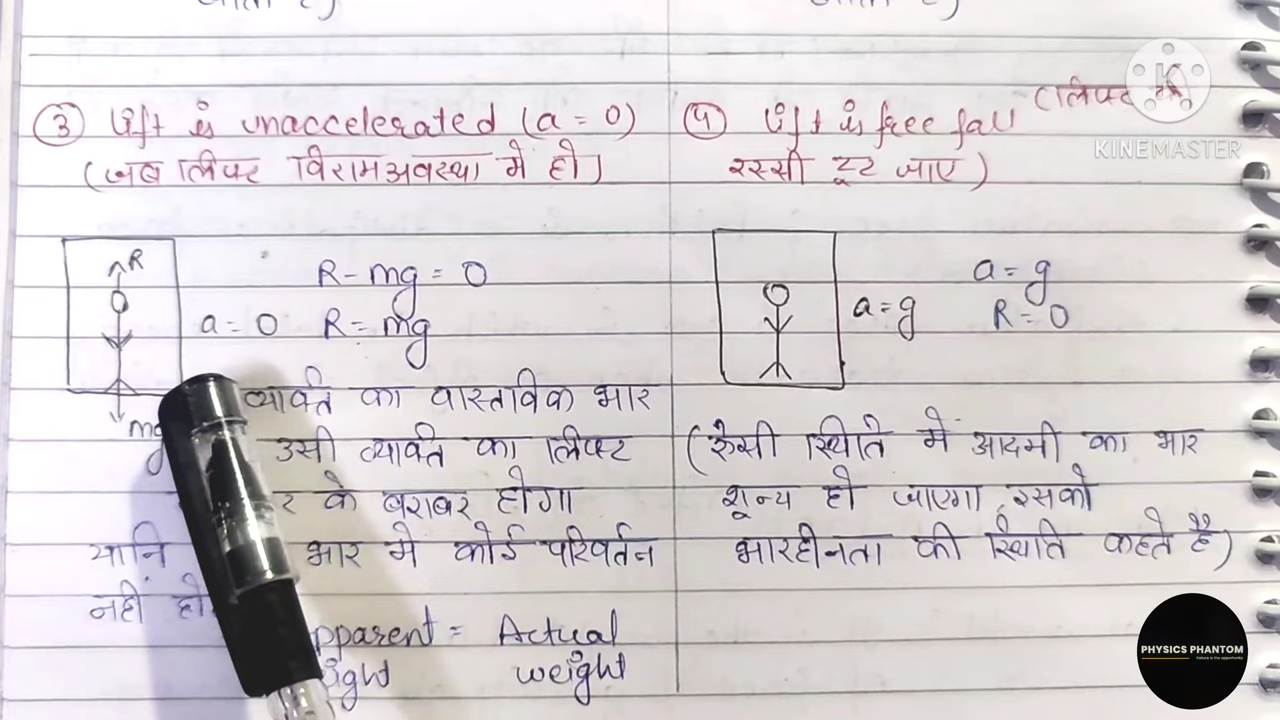 ③ Lift is unaccelerated (a = 0)
(जब लिफ्ट विरामअवस्था में हो)
R
R - mg = 0
a = 0 R = mg
mg
व्यक्ति का वास्तविक भार
उसी व्यक्ति का लिफ्ट
के बराबर होगा
यानि भार में कोई परिवर्तन
नहीं
Apparent = Actual
weight
④ Lift is free fall (लिफ्ट की
रस्सी टूट जाए)
a = g
a = g R = 0
(ऐसी स्थिति में आदमी का भार
शून्य हो जाएगा, इसको
भारहीनता की स्थिति कहते हैं)
KINEMASTER
PHYSICS PHANTOM